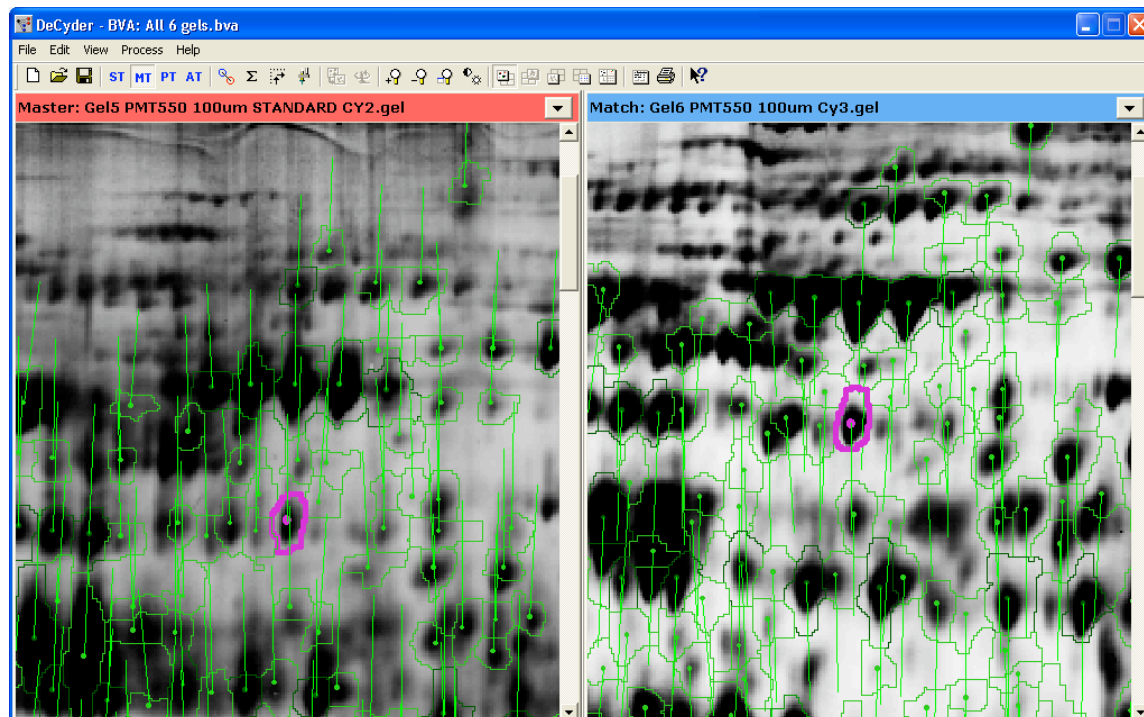 DeCyder - BVA: All 6 gels.bva
File Edit View Process Help
ST MT PT AT Σ
Master: Gel5 PMT550 100um STANDARD CY2.gel
Match: Gel6 PMT550 100um Cy3.gel